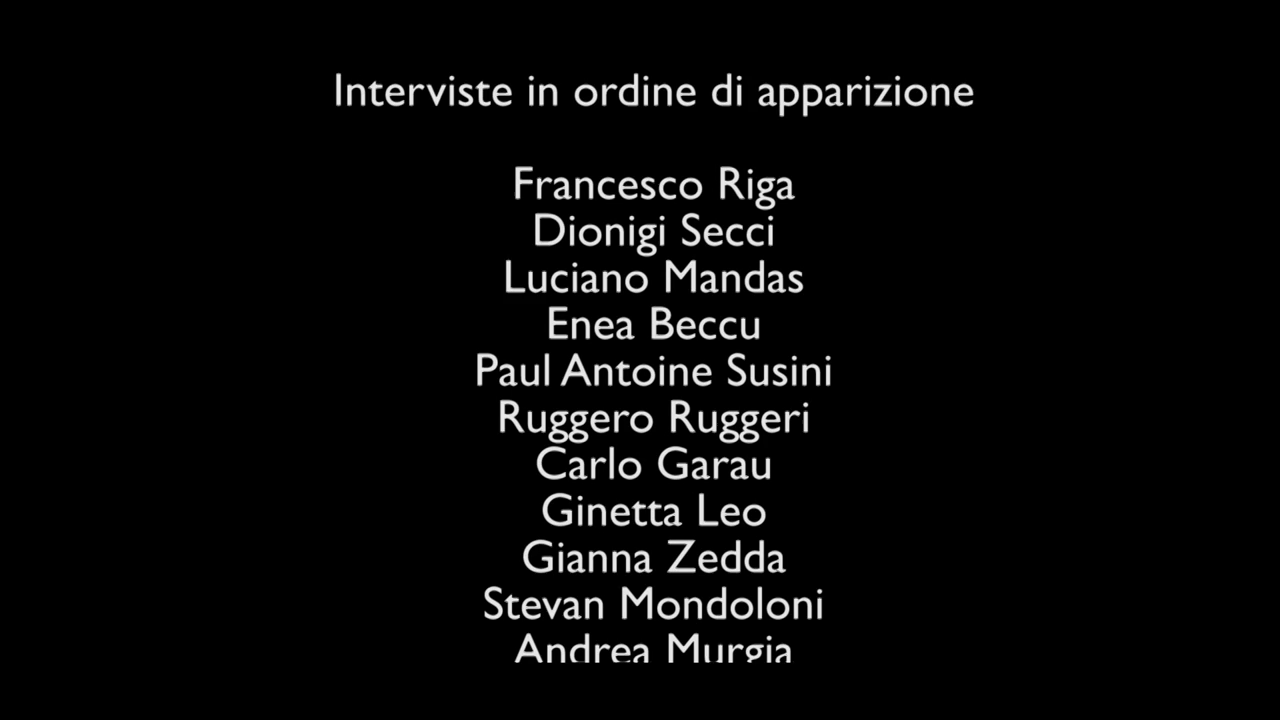 Interviste in ordine di apparizione
Francesco Riga
Dionigi Secci
Luciano Mandas
Enea Beccu
Paul Antoine Susini
Ruggero Ruggeri
Carlo Garau
Ginetta Leo
Gianna Zedda
Stevan Mondoloni
Andrea Murgia